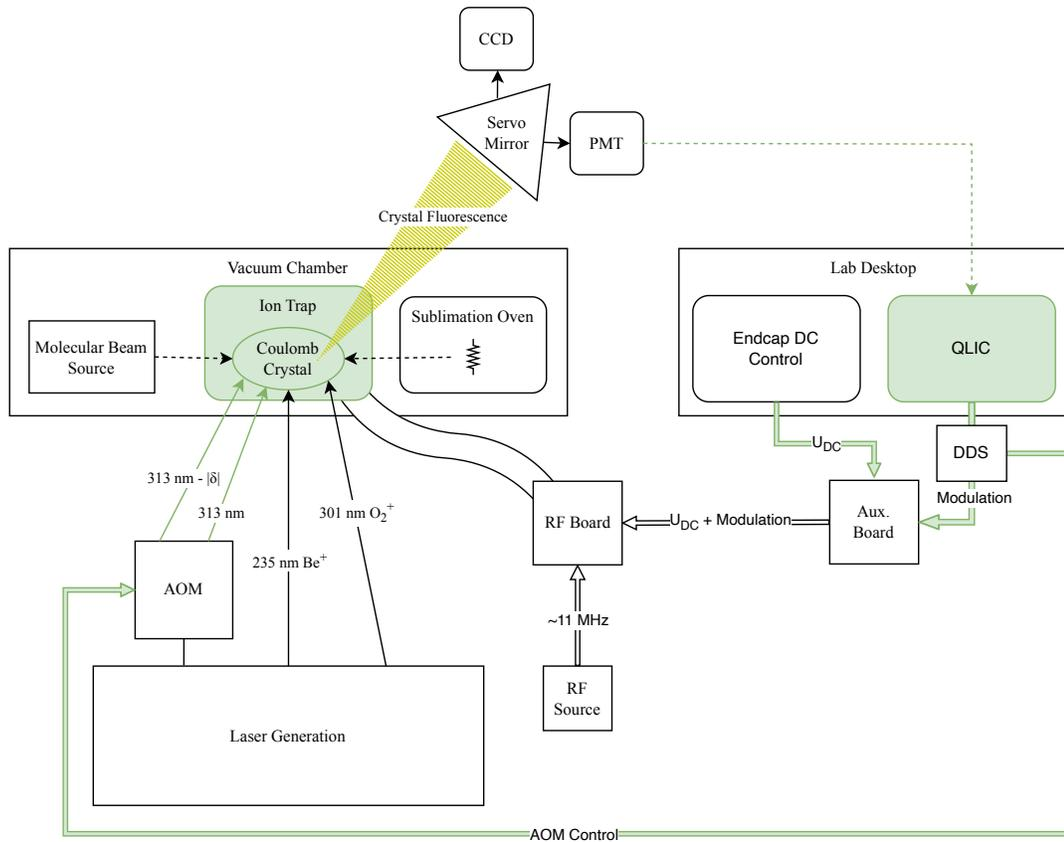 CCD
Servo
Mirror
PMT
Crystal Fluorescence
Vacuum Chamber
Ion Trap
Molecular Beam
Source
Coulomb
Crystal
Sublimation Oven
Lab Desktop
Endcap DC
Control
QLIC
U_DC
DDS
Modulation
313 nm - |δ|
313 nm
301 nm O₂⁺
235 nm Be⁺
RF Board
U_DC + Modulation
Aux.
Board
AOM
~11 MHz
RF
Source
Laser Generation
AOM Control